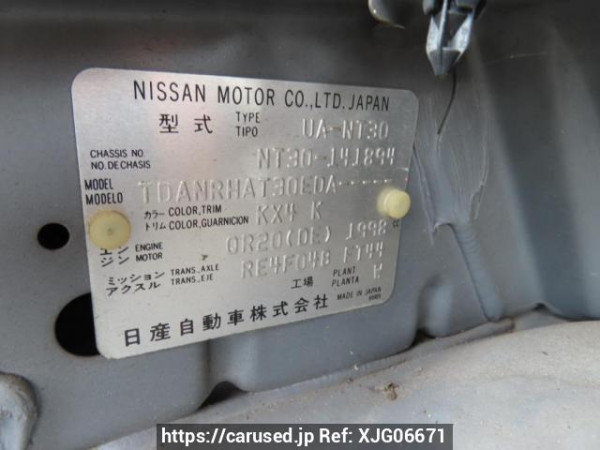 NISSAN MOTOR CO.,LTD. JAPAN
型式 TYPE TIPO UA-NT30
CHASSIS NO. NO. DE CHASIS NT30-141894
MODEL MODELO TDANRHAT30EDA-----
カラー トリム COLOR,TRIM COLOR,GUARNICION KX4 K
エンジン ENGINE MOTOR QR20(DE) 1998 cc
ミッション アクスル TRANS.,AXLE TRANS.,EJE RE4F04B FT44
工場 PLANT PLANTA K
日産自動車株式会社 MADE IN JAPAN
https://carused.jp Ref: XJG06671